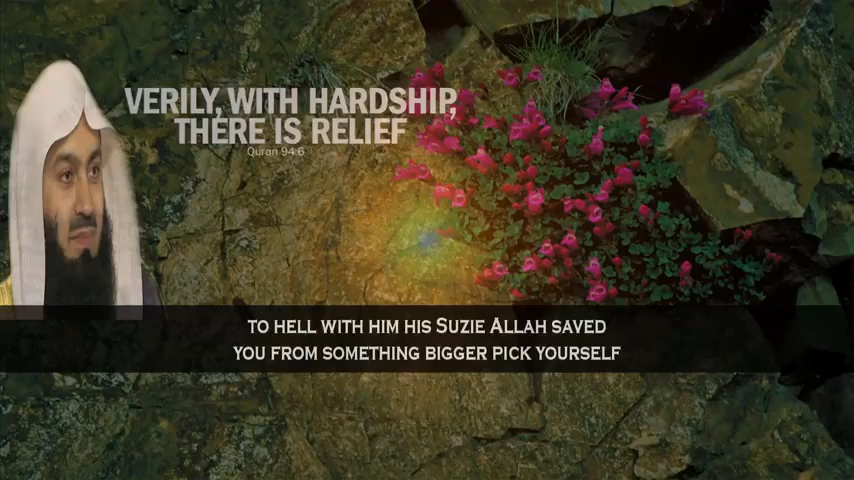 VERILY, WITH HARDSHIP,
THERE IS RELIEF
Quran 94:6
TO HELL WITH HIM HIS SUZIE ALLAH SAVED
YOU FROM SOMETHING BIGGER PICK YOURSELF